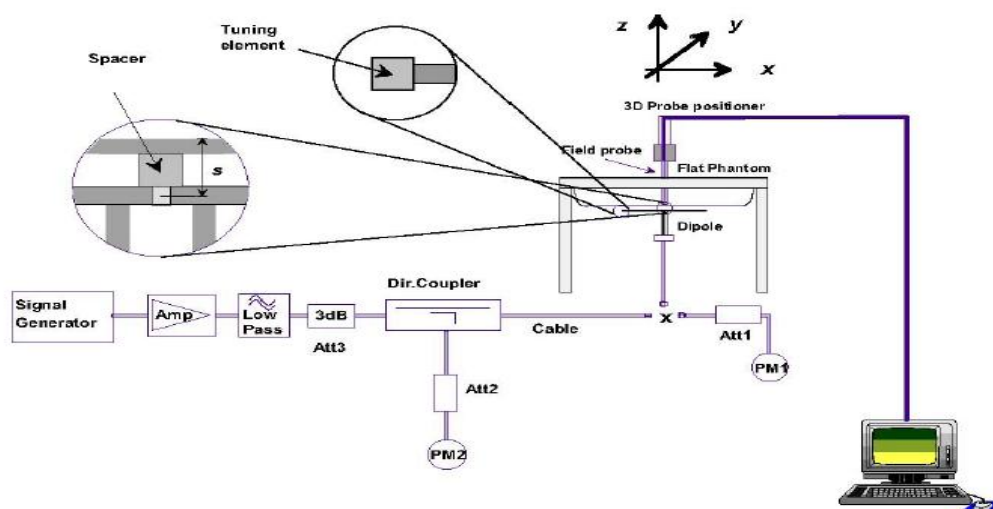 Tuning
element
Spacer
s
z
y
x
3D Probe positioner
Field probe
Flat Phantom
Dipole
Signal
Generator
Amp
Low
Pass
3dB
Att3
Dir.Coupler
Cable
x
Att1
PM1
Att2
PM2